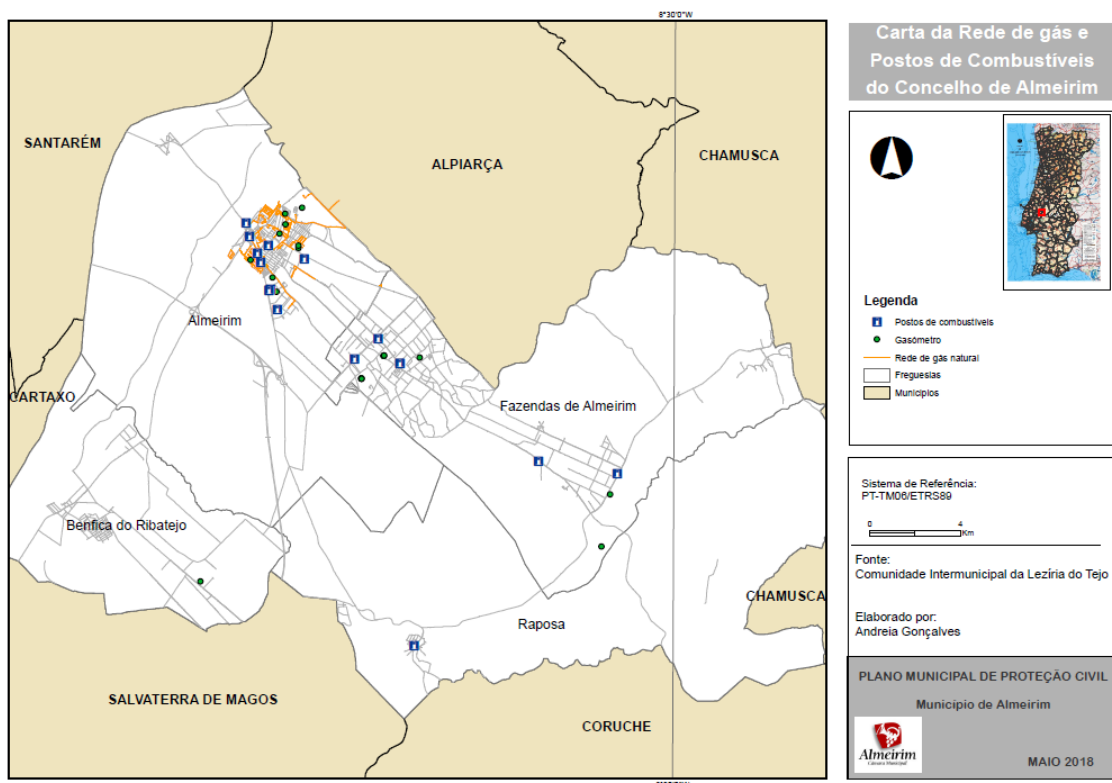 8°30'0"W
SANTARÉM
ALPIARÇA
CHAMUSCA
Almeirim
CARTAXO
Fazendas de Almeirim
Benfica do Ribatejo
CHAMUSCA
Raposa
SALVATERRA DE MAGOS
CORUCHE
Carta da Rede de gás e
Postos de Combustíveis
do Concelho de Almeirim
Legenda
Postos de combustíveis
Gasómetro
Rede de gás natural
Freguesias
Municípios
Sistema de Referência:
PT-TM06/ETRS89
0 4
Km
Fonte:
Comunidade Intermunicipal da Lezíria do Tejo
Elaborado por:
Andreia Gonçalves
PLANO MUNICIPAL DE PROTEÇÃO CIVIL
Município de Almeirim
Almeirim
Câmara Municipal
MAIO 2018